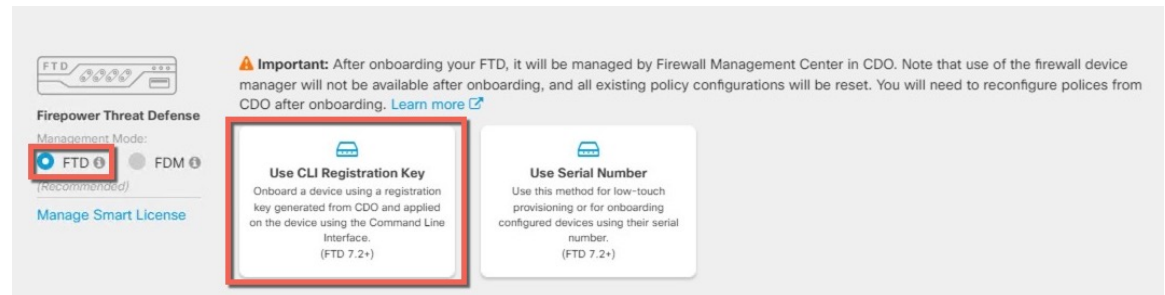 FTD
Firepower Threat Defense
Management Mode:
FTD FDM
(Recommended)
Manage Smart License
Important: After onboarding your FTD, it will be managed by Firewall Management Center in CDO. Note that use of the firewall device
manager will not be available after onboarding, and all existing policy configurations will be reset. You will need to reconfigure polices from
CDO after onboarding. Learn more
Use CLI Registration Key
Onboard a device using a registration
key generated from CDO and applied
on the device using the Command Line
Interface.
(FTD 7.2+)
Use Serial Number
Use this method for low-touch
provisioning or for onboarding
configured devices using their serial
number.
(FTD 7.2+)